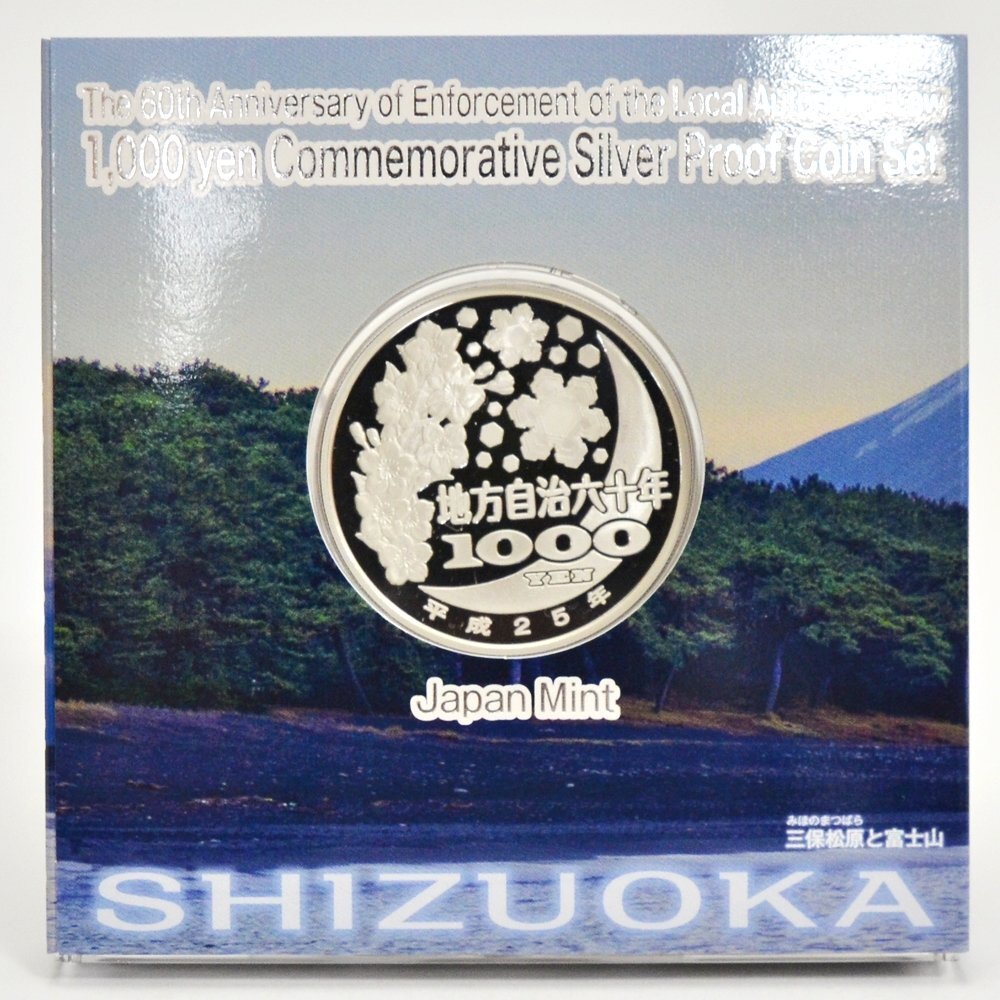 The 60th Anniversary of Enforcement of the Local Autonomy Law
1,000 yen Commemorative Silver Proof Coin Set
地方自治六十年
1000
YEN
平成25年
Japan Mint
みほのまつばら
三保松原と富士山
SHIZUOKA